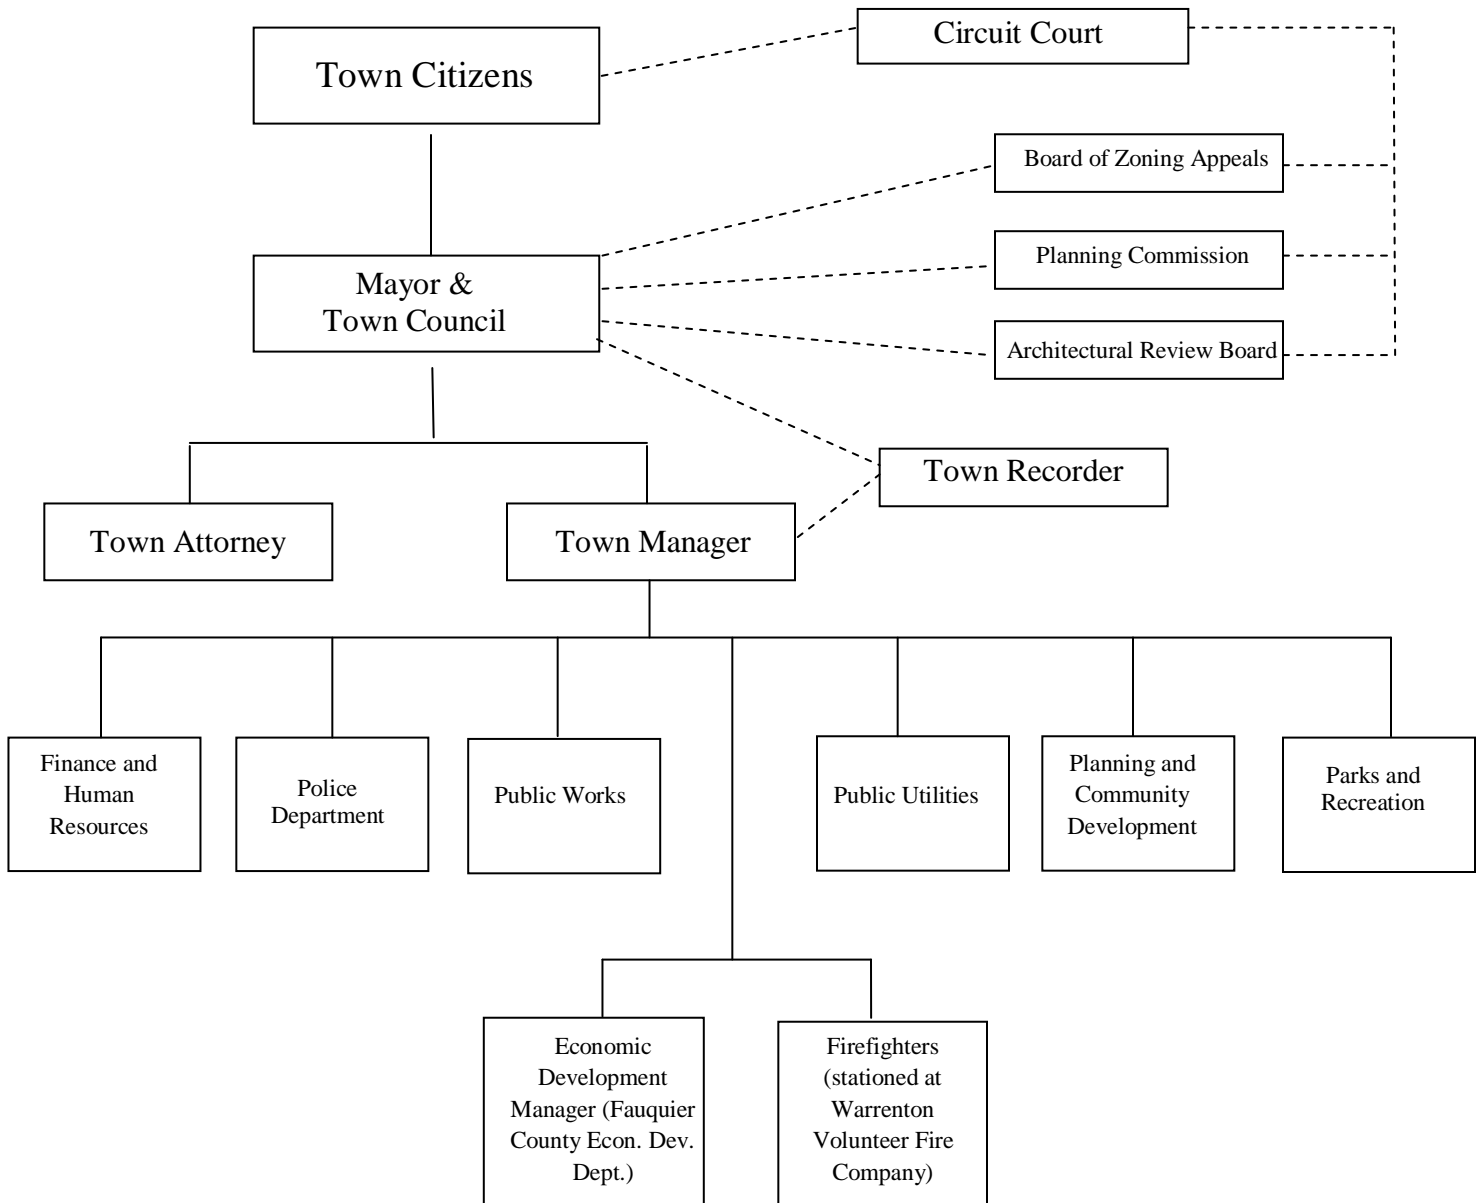 Town Citizens
Circuit Court
Board of Zoning Appeals
Planning Commission
Mayor &
Town Council
Architectural Review Board
Town Recorder
Town Attorney
Town Manager
Finance and
Human
Resources
Police
Department
Public Works
Public Utilities
Planning and
Community
Development
Parks and
Recreation
Economic
Development
Manager (Fauquier
County Econ. Dev.
Dept.)
Firefighters
(stationed at
Warrenton
Volunteer Fire
Company)